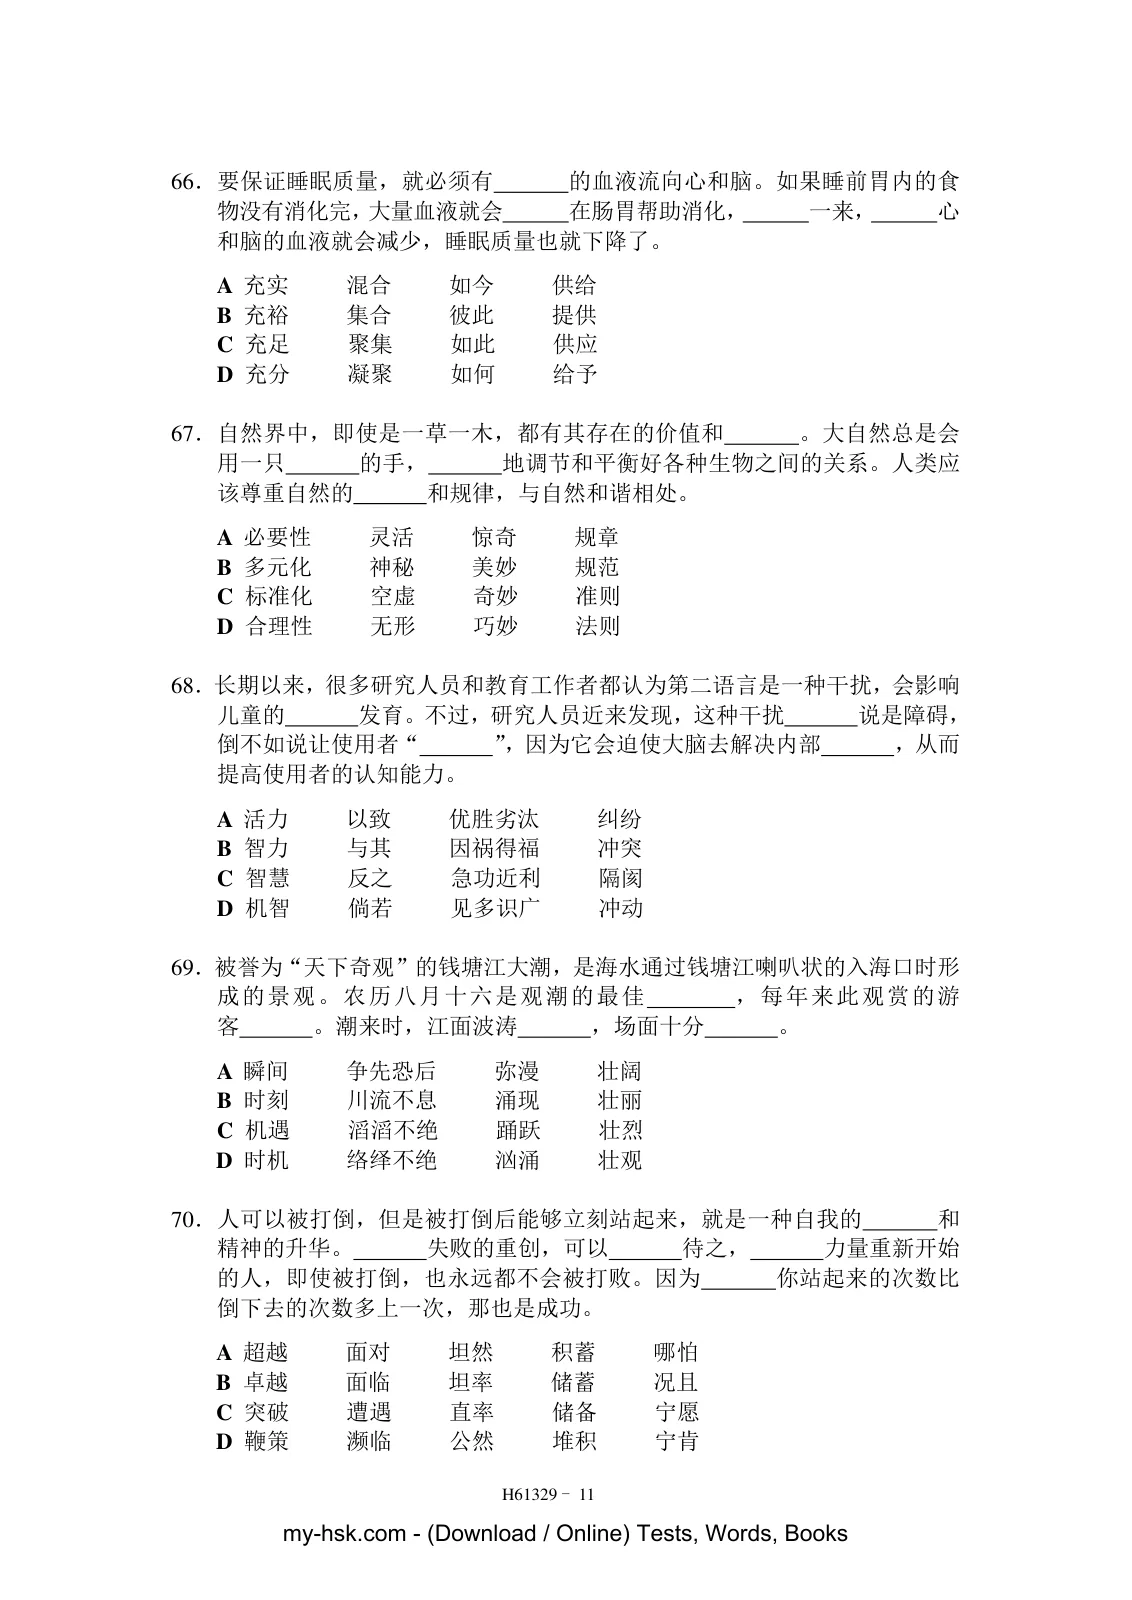 66．要保证睡眠质量，就必须有______的血液流向心和脑。如果睡前胃内的食
物没有消化完，大量血液就会______在肠胃帮助消化，______一来，______心
和脑的血液就会减少，睡眠质量也就下降了。
A 充实 混合 如今 供给
B 充裕 集合 彼此 提供
C 充足 聚集 如此 供应
D 充分 凝聚 如何 给予
67．自然界中，即使是一草一木，都有其存在的价值和______。大自然总是会
用一只______的手，______地调节和平衡好各种生物之间的关系。人类应
该尊重自然的______和规律，与自然和谐相处。
A 必要性 灵活 惊奇 规章
B 多元化 神秘 美妙 规范
C 标准化 空虚 奇妙 准则
D 合理性 无形 巧妙 法则
68．长期以来，很多研究人员和教育工作者都认为第二语言是一种干扰，会影响
儿童的______发育。不过，研究人员近来发现，这种干扰______说是障碍，
倒不如说让使用者“______”，因为它会迫使大脑去解决内部______，从而
提高使用者的认知能力。
A 活力 以致 优胜劣汰 纠纷
B 智力 与其 因祸得福 冲突
C 智慧 反之 急功近利 隔阂
D 机智 倘若 见多识广 冲动
69．被誉为“天下奇观”的钱塘江大潮，是海水通过钱塘江喇叭状的入海口时形
成的景观。农历八月十六是观潮的最佳______，每年来此观赏的游
客______。潮来时，江面波涛______，场面十分______。
A 瞬间 争先恐后 弥漫 壮阔
B 时刻 川流不息 涌现 壮丽
C 机遇 滔滔不绝 踊跃 壮烈
D 时机 络绎不绝 汹涌 壮观
70．人可以被打倒，但是被打倒后能够立刻站起来，就是一种自我的______和
精神的升华。______失败的重创，可以______待之，______力量重新开始
的人，即使被打倒，也永远都不会被打败。因为______你站起来的次数比
倒下去的次数多上一次，那也是成功。
A 超越 面对 坦然 积蓄 哪怕
B 卓越 面临 坦率 储蓄 况且
C 突破 遭遇 直率 储备 宁愿
D 鞭策 濒临 公然 堆积 宁肯
H61329－ 11
my-hsk.com - (Download / Online) Tests, Words, Books